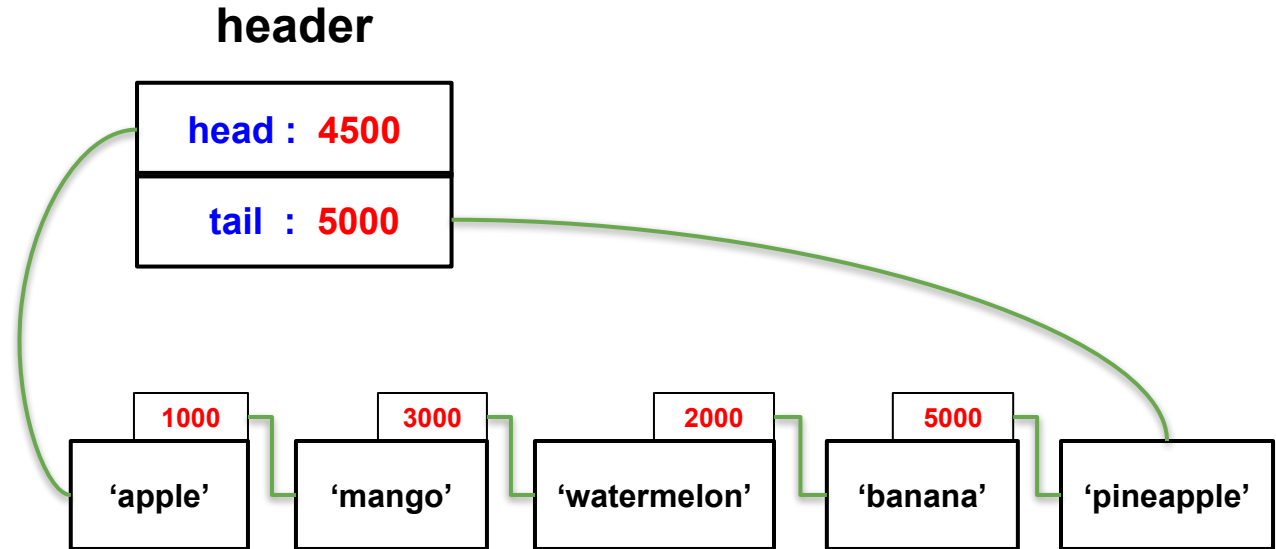 header
head : 4500
tail : 5000
1000 3000 2000 5000
‘apple’ ‘mango’ ‘watermelon’ ‘banana’ ‘pineapple’